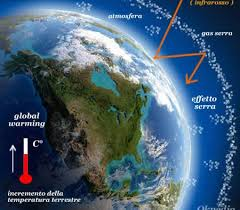 ( infrarosso )
atmosfera
gas serra
effetto
serra
global
warming
C°
incremento della
temperatura terrestre